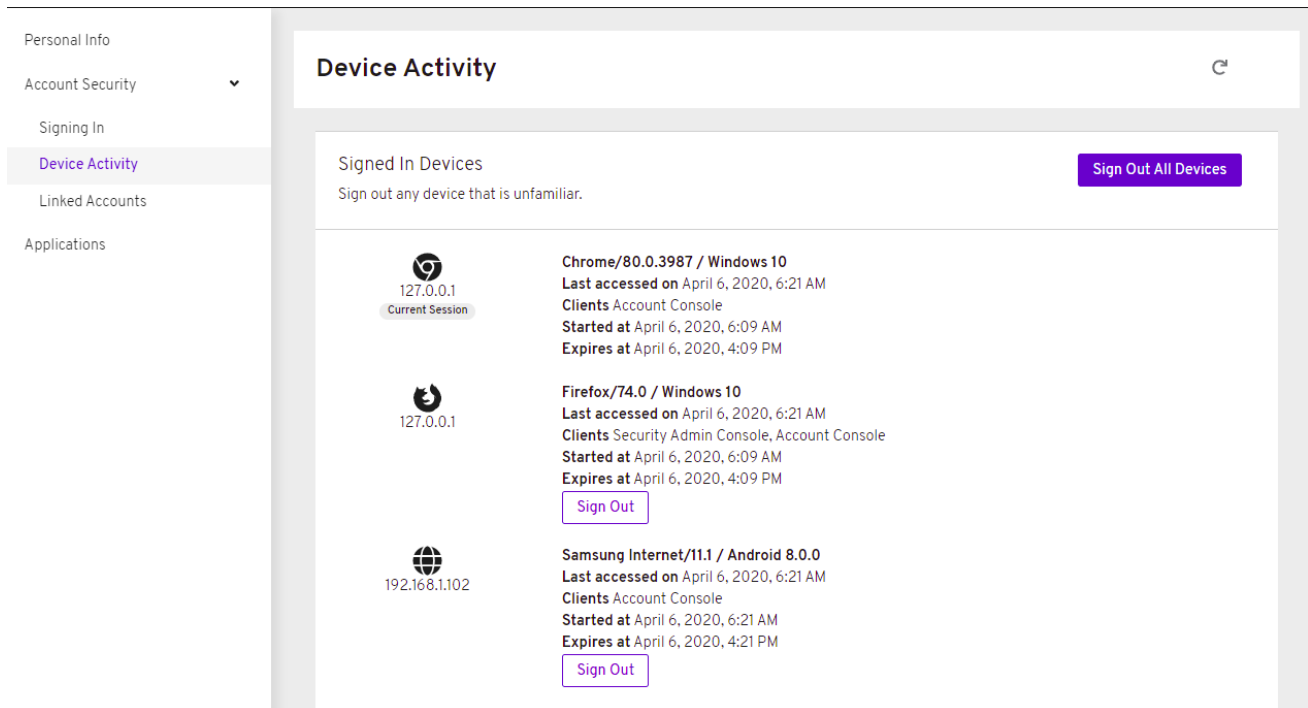 Personal Info
Account Security
Signing In
Device Activity
Linked Accounts
Applications
Device Activity
Signed In Devices
Sign out any device that is unfamiliar.
Sign Out All Devices
127.0.0.1
Current Session
Chrome/80.0.3987 / Windows 10
Last accessed on April 6, 2020, 6:21 AM
Clients Account Console
Started at April 6, 2020, 6:09 AM
Expires at April 6, 2020, 4:09 PM
127.0.0.1
Firefox/74.0 / Windows 10
Last accessed on April 6, 2020, 6:21 AM
Clients Security Admin Console, Account Console
Started at April 6, 2020, 6:09 AM
Expires at April 6, 2020, 4:09 PM
Sign Out
192.168.1.102
Samsung Internet/11.1 / Android 8.0.0
Last accessed on April 6, 2020, 6:21 AM
Clients Account Console
Started at April 6, 2020, 6:21 AM
Expires at April 6, 2020, 4:21 PM
Sign Out